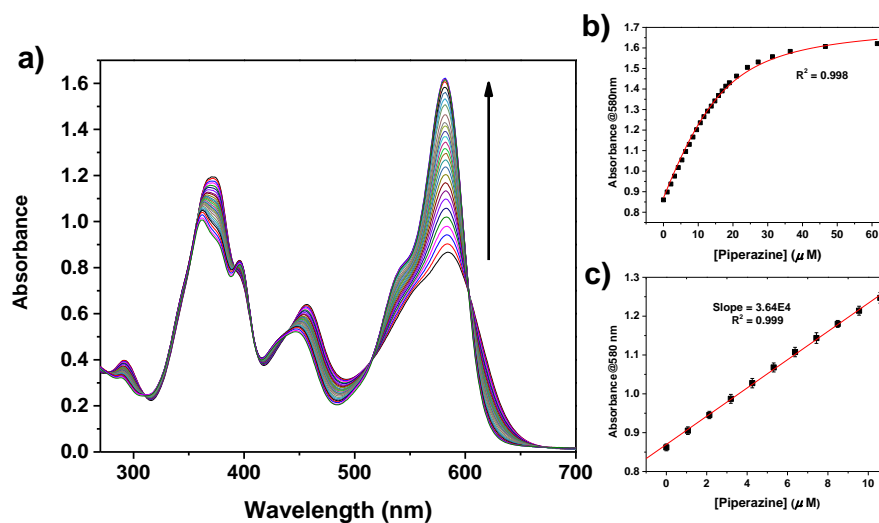 a)
1.6
1.4
1.2
1.0
0.8
0.6
0.4
0.2
0.0
Absorbance
300 400 500 600 700
Wavelength (nm)
b)
1.7
1.6
1.5
1.4
1.3
1.2
1.1
1.0
0.9
0.8
Absorbance @580nm
R² = 0.998
0 10 20 30 40 50 60
[Piperazine] (μ M)
c)
1.3
1.2
1.1
1.0
0.9
0.8
Absorbance@580 nm
Slope = 3.64E4
R² = 0.999
0 2 4 6 8 10
[Piperazine] (μ M)